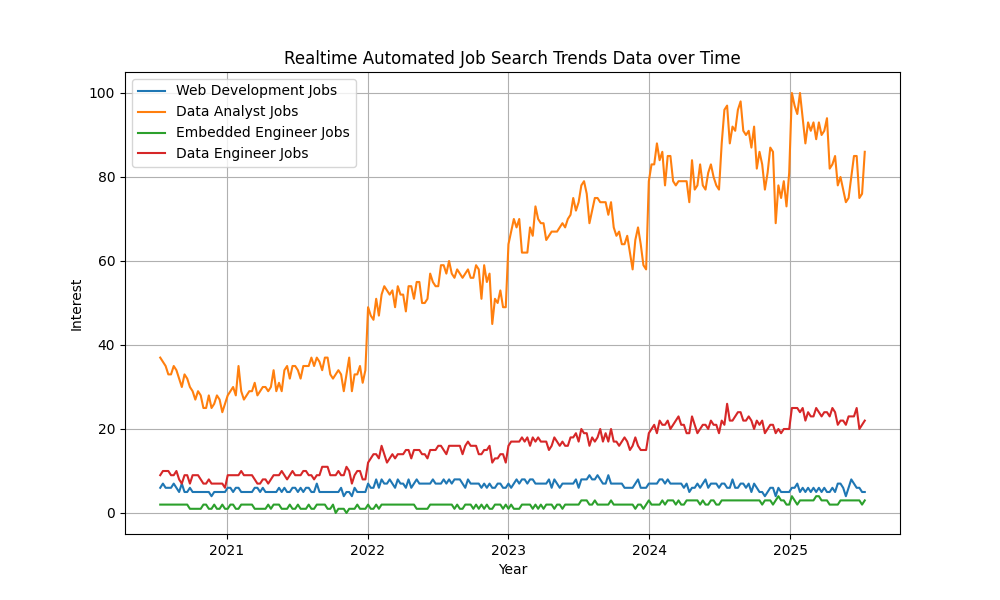 Realtime Automated Job Search Trends Data over Time
Web Development Jobs
Data Analyst Jobs
Embedded Engineer Jobs
Data Engineer Jobs
100
80
60
40
20
0
Interest
2021 2022 2023 2024 2025
Year